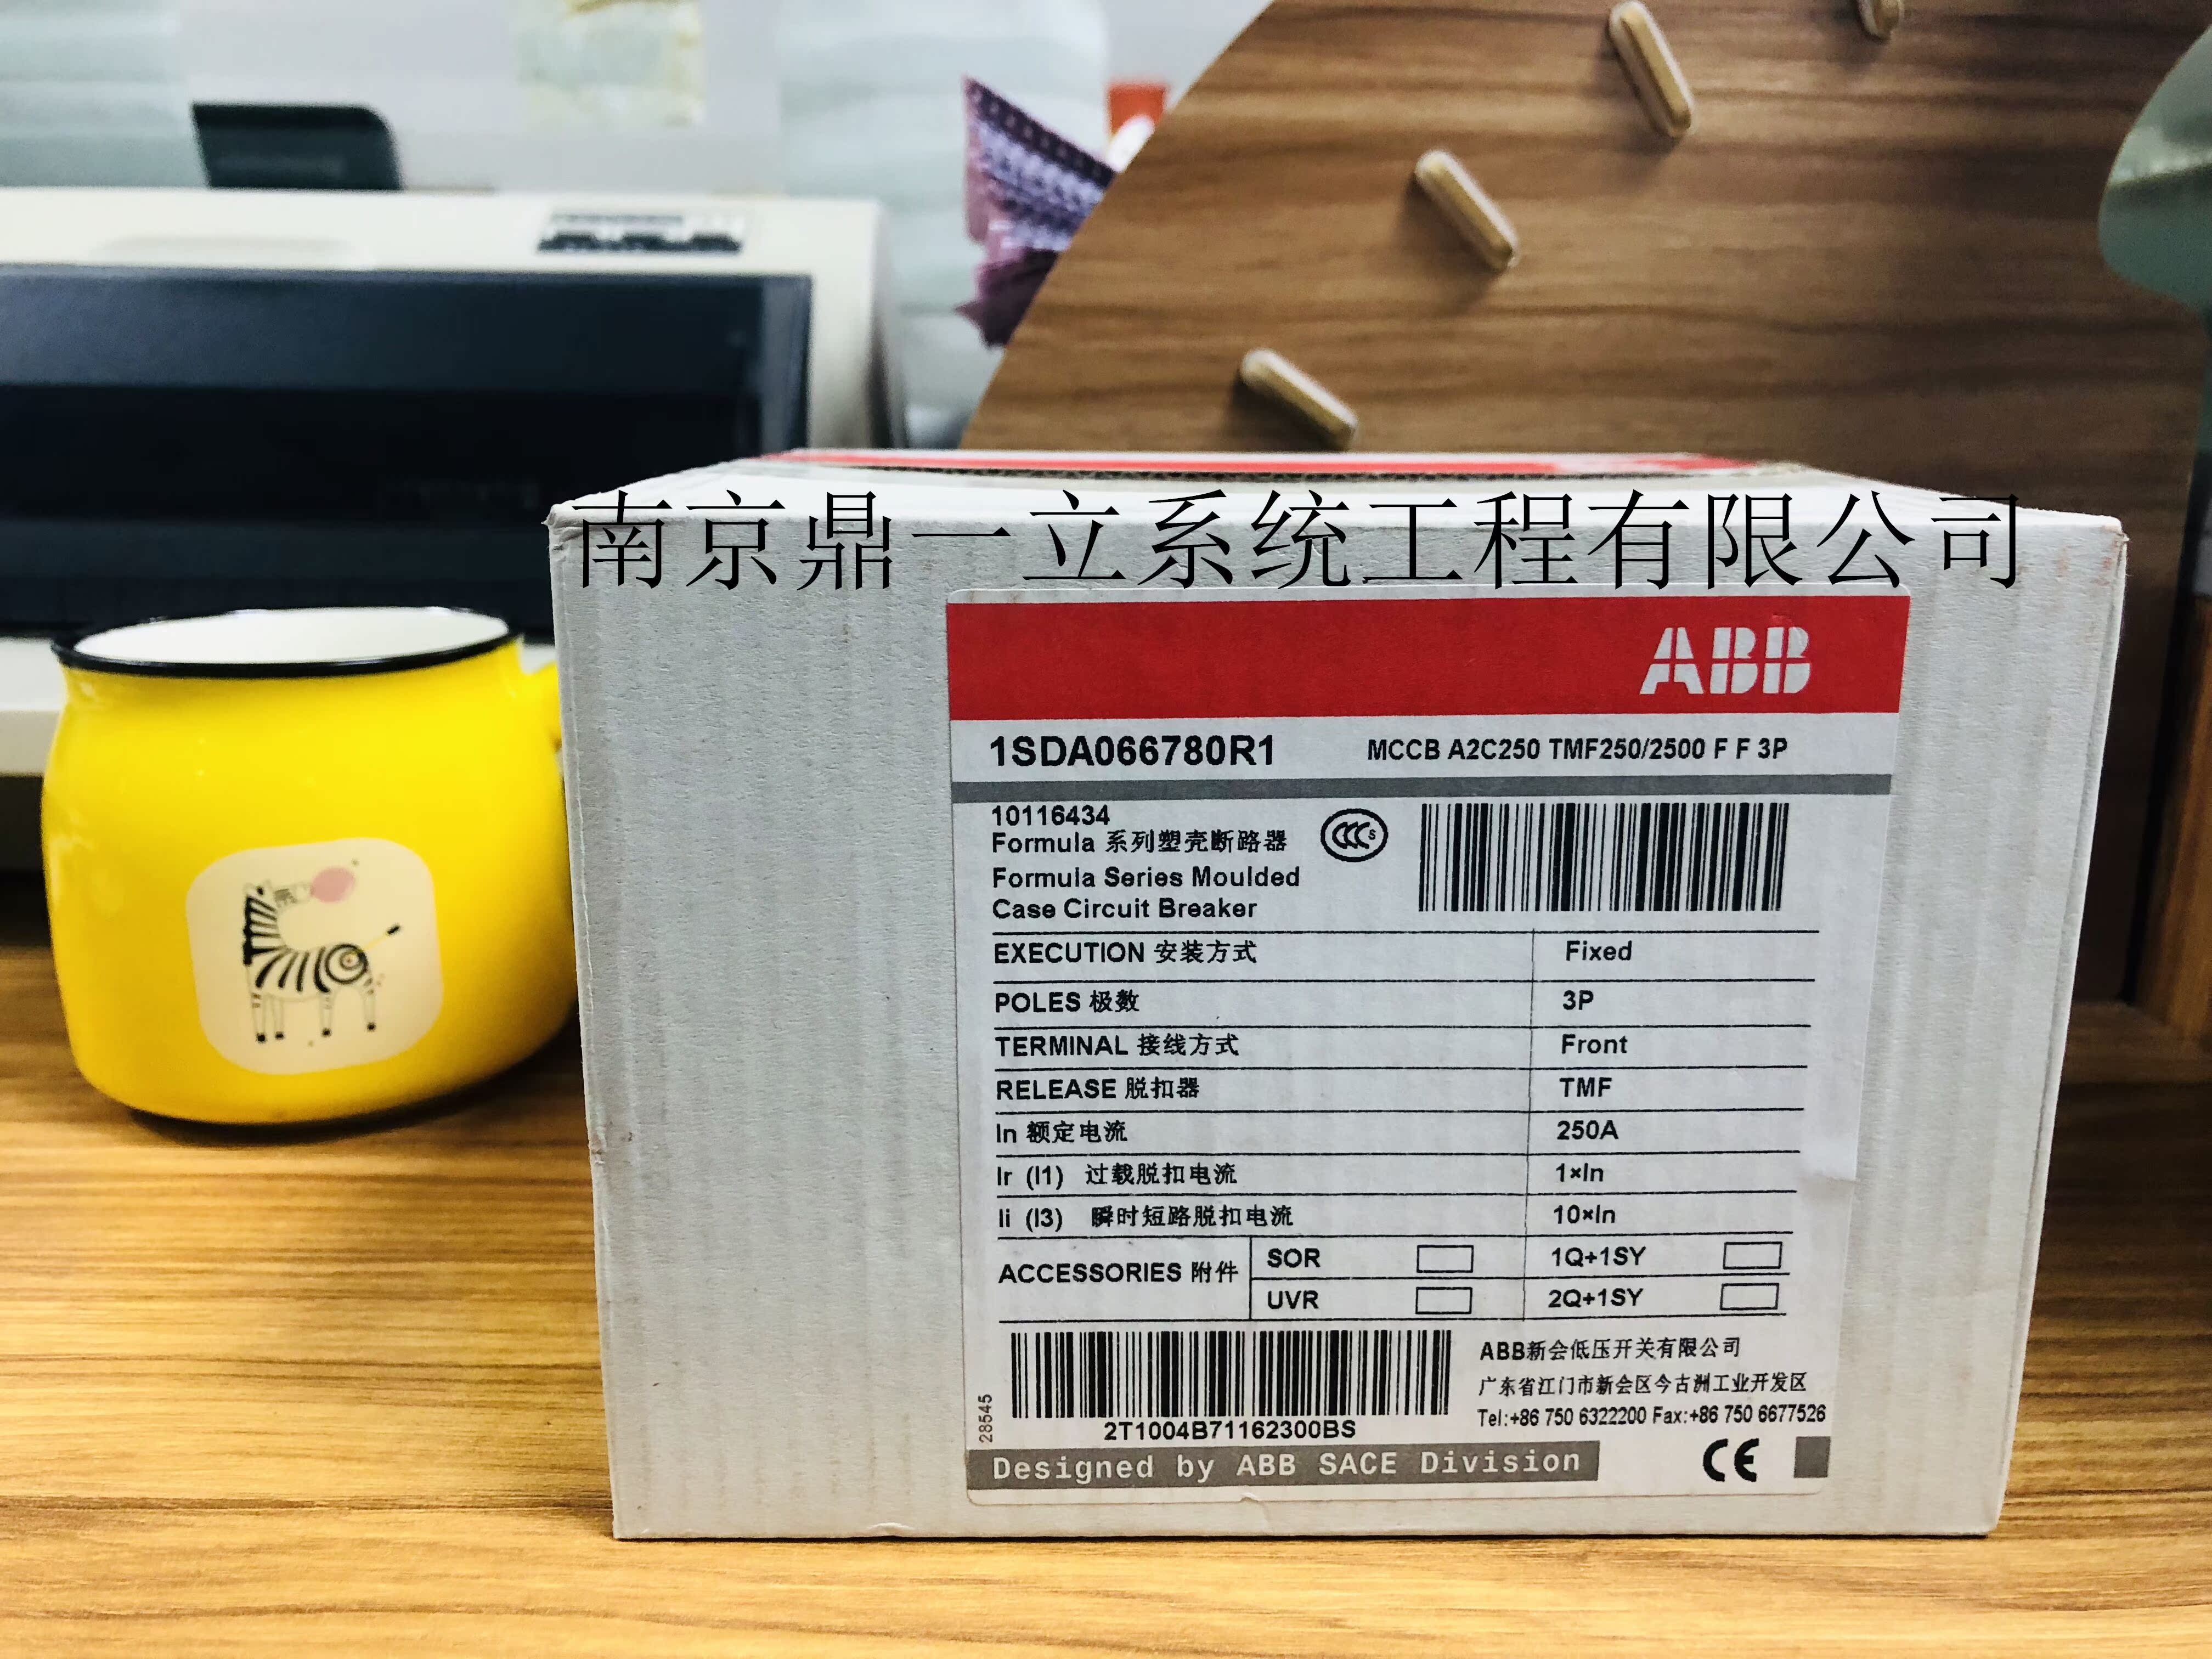 南京鼎一立系统工程有限公司
ABB
1SDA066780R1 MCCB A2C250 TMF250/2500 F F 3P
10116434
Formula 系列塑壳断路器
CCC S
Formula Series Moulded
Case Circuit Breaker
EXECUTION 安装方式 Fixed
POLES 极数 3P
TERMINAL 接线方式 Front
RELEASE 脱扣器 TMF
In 额定电流 250A
Ir (I1) 过载脱扣电流 1×In
Ii (I3) 瞬时短路脱扣电流 10×In
ACCESSORIES 附件
SOR 1Q+1SY
UVR 2Q+1SY
28545
2T1004B71162300BS
ABB新会低压开关有限公司
广东省江门市新会区今古洲工业开发区
Tel:+86 750 6322200 Fax:+86 750 6677526
Designed by ABB SACE Division
CE